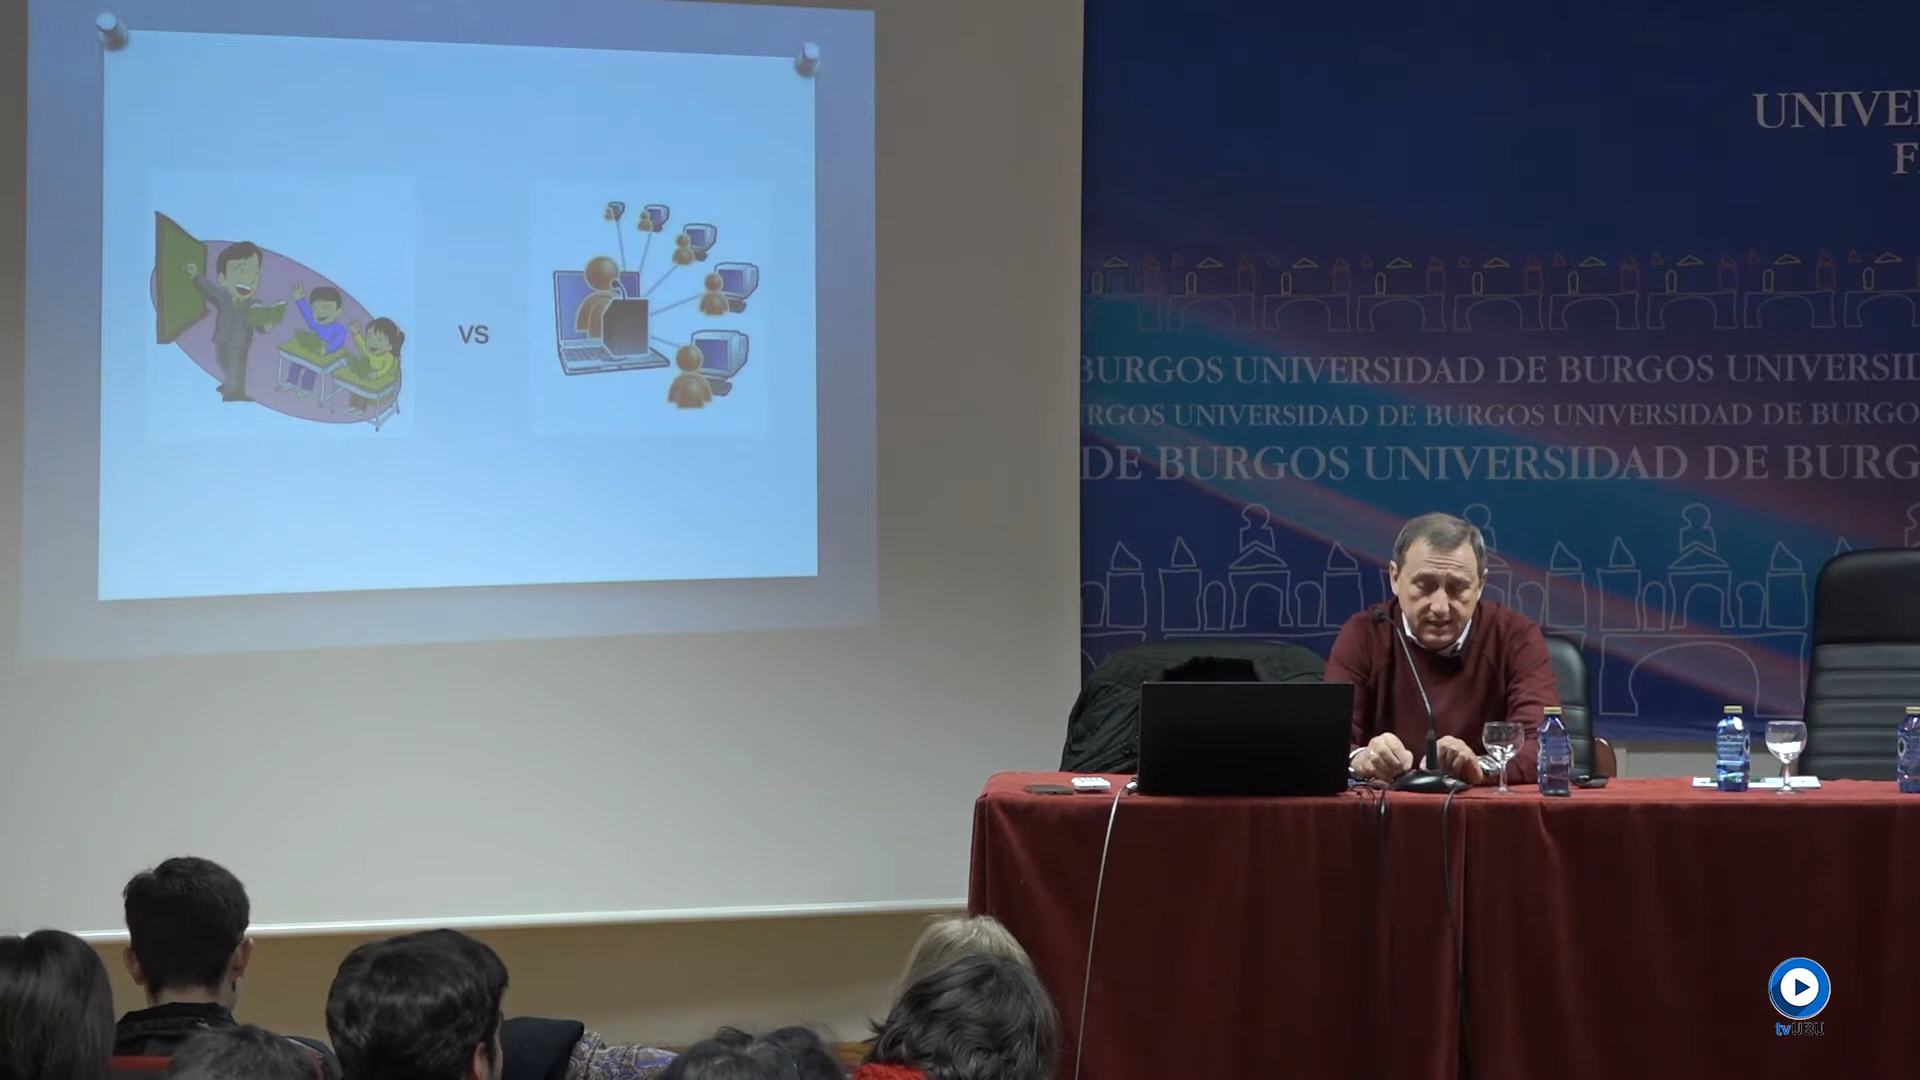 vs
UNIVE
F
BURGOS UNIVERSIDAD DE BURGOS UNIVERSID
RGOS UNIVERSIDAD DE BURGOS UNIVERSIDAD DE BURGO
DE BURGOS UNIVERSIDAD DE BURG
tvUBU